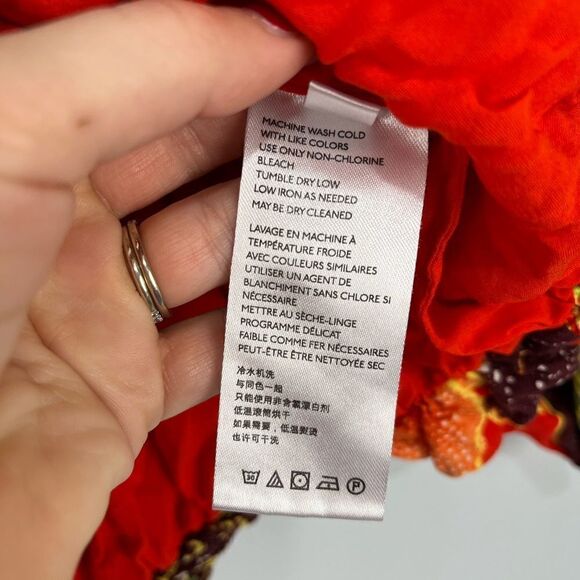 MACHINE WASH COLD
WITH LIKE COLORS
USE ONLY NON-CHLORINE
BLEACH
TUMBLE DRY LOW
LOW IRON AS NEEDED
MAY BE DRY CLEANED
LAVAGE EN MACHINE À
TEMPÉRATURE FROIDE
AVEC COULEURS SIMILAIRES
UTILISER UN AGENT DE
BLANCHIMENT SANS CHLORE SI
NÉCESSAIRE
METTRE AU SÈCHE-LINGE
PROGRAMME DÉLICAT
FAIBLE COMME FER NÉCESSAIRES
PEUT-ÊTRE ÊTRE NETTOYÉE SEC
冷水机洗
与同色一起
只能使用非含氯漂白剂
低温滚筒烘干
如果需要，低温熨烫
也许可干洗
30 P